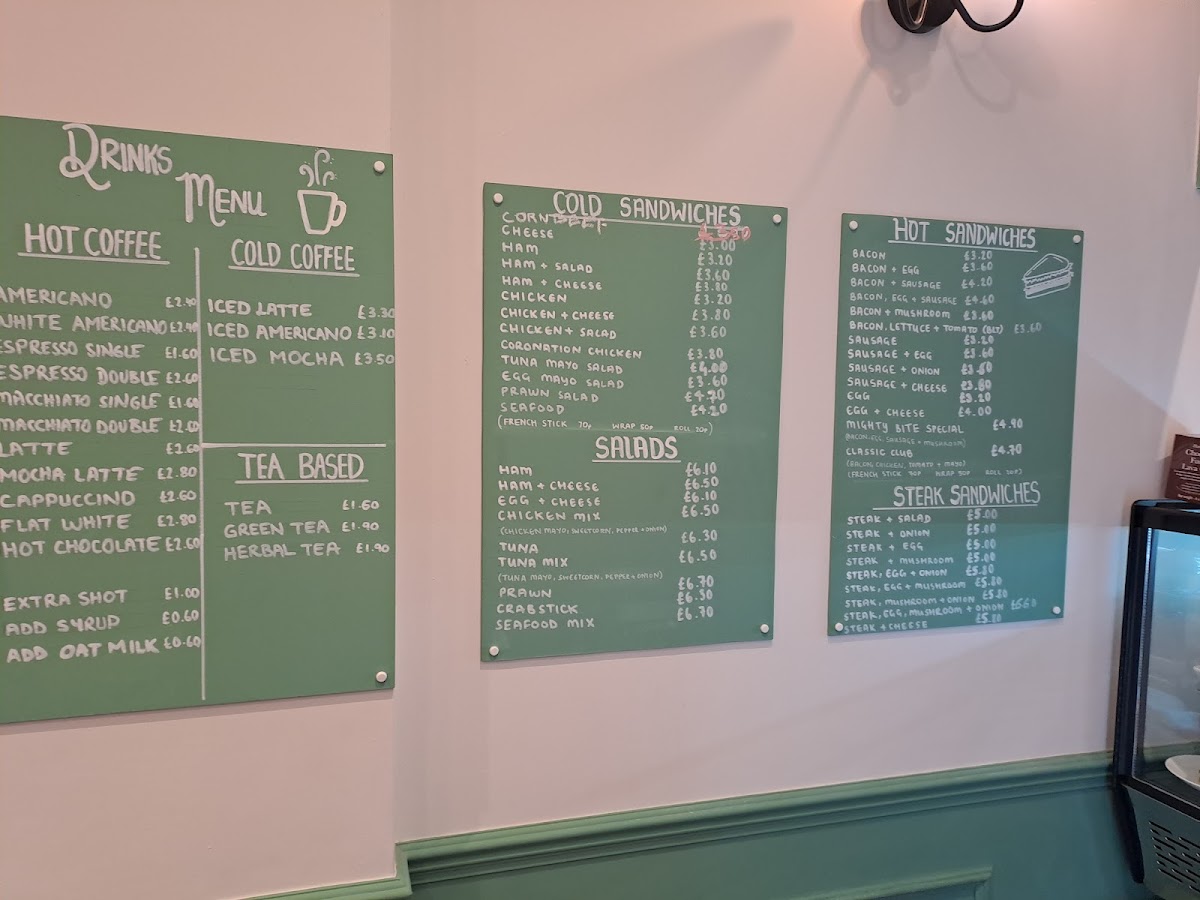 DRINKS
MENU
HOT COFFEE
AMERICANO £2.40
WHITE AMERICANO £2.40
ESPRESSO SINGLE £1.60
ESPRESSO DOUBLE £2.60
MACCHIATO SINGLE £1.60
MACCHIATO DOUBLE £2.60
LATTE £2.60
MOCHA LATTE £2.80
CAPPUCCINO £2.60
FLAT WHITE £2.80
HOT CHOCOLATE £2.60
EXTRA SHOT £1.00
ADD SYRUP £0.60
ADD OAT MILK £0.60
COLD COFFEE
ICED LATTE £3.30
ICED AMERICANO £3.10
ICED MOCHA £3.50
TEA BASED
TEA £1.60
GREEN TEA £1.90
HERBAL TEA £1.90
COLD SANDWICHES
CORNBEEF
CHEESE £3.00
HAM £3.20
HAM + SALAD £3.60
HAM + CHEESE £3.80
CHICKEN £3.20
CHICKEN + CHEESE £3.80
CHICKEN + SALAD £3.60
CORONATION CHICKEN £3.80
TUNA MAYO SALAD £4.00
EGG MAYO SALAD £3.60
PRAWN SALAD £4.70
SEAFOOD £4.20
(FRENCH STICK 70p WRAP 50p ROLL 20p)
SALADS
HAM £6.10
HAM + CHEESE £6.50
EGG + CHEESE £6.10
CHICKEN MIX £6.50
(CHICKEN MAYO, SWEETCORN, PEPPER + ONION)
TUNA £6.30
TUNA MIX £6.50
(TUNA MAYO, SWEETCORN, PEPPER + ONION)
PRAWN £6.70
CRABSTICK £6.30
SEAFOOD MIX £6.70
HOT SANDWICHES
BACON £3.20
BACON + EGG £3.60
BACON + SAUSAGE £4.20
BACON, EGG + SAUSAGE £4.60
BACON + MUSHROOM £3.60
BACON, LETTUCE + TOMATO (BLT) £3.60
SAUSAGE £3.20
SAUSAGE + EGG £3.60
SAUSAGE + ONION
SAUSAGE + CHEESE £3.80
EGG £3.20
EGG + CHEESE £4.00
MIGHTY BITE SPECIAL £4.90
(BACON, EGG, SAUSAGE + MUSHROOM)
CLASSIC CLUB £4.70
(BACON, CHICKEN, TOMATO + MAYO)
(FRENCH STICK 70p WRAP 50p ROLL 20p)
STEAK SANDWICHES
STEAK + SALAD £5.00
STEAK + ONION £5.00
STEAK + EGG £5.00
STEAK + MUSHROOM £5.00
STEAK, EGG + ONION £5.80
STEAK, EGG + MUSHROOM £5.80
STEAK, MUSHROOM + ONION £5.80
STEAK, EGG, MUSHROOM + ONION £6.60
STEAK + CHEESE £5.80